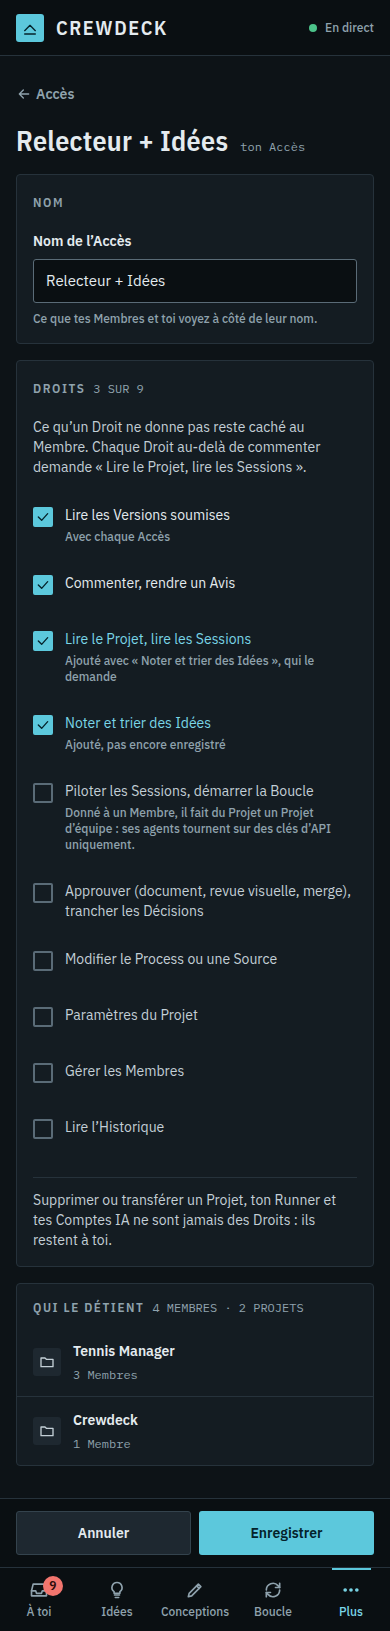 CREWDECK
En direct
← Accès
Relecteur + Idées ton Accès
NOM
Nom de l’Accès
Relecteur + Idées
Ce que tes Membres et toi voyez à côté de leur nom.
DROITS 3 SUR 9
Ce qu’un Droit ne donne pas reste caché au
Membre. Chaque Droit au-delà de commenter
demande « Lire le Projet, lire les Sessions ».
Lire les Versions soumises
Avec chaque Accès
Commenter, rendre un Avis
Lire le Projet, lire les Sessions
Ajouté avec « Noter et trier des Idées », qui le
demande
Noter et trier des Idées
Ajouté, pas encore enregistré
Piloter les Sessions, démarrer la Boucle
Donné à un Membre, il fait du Projet un Projet
d’équipe : ses agents tournent sur des clés d’API
uniquement.
Approuver (document, revue visuelle, merge),
trancher les Décisions
Modifier le Process ou une Source
Paramètres du Projet
Gérer les Membres
Lire l’Historique
Supprimer ou transférer un Projet, ton Runner et
tes Comptes IA ne sont jamais des Droits : ils
restent à toi.
QUI LE DÉTIENT 4 MEMBRES · 2 PROJETS
Tennis Manager
3 Membres
Crewdeck
1 Membre
Annuler
Enregistrer
9
À toi
Idées
Conceptions
Boucle
Plus